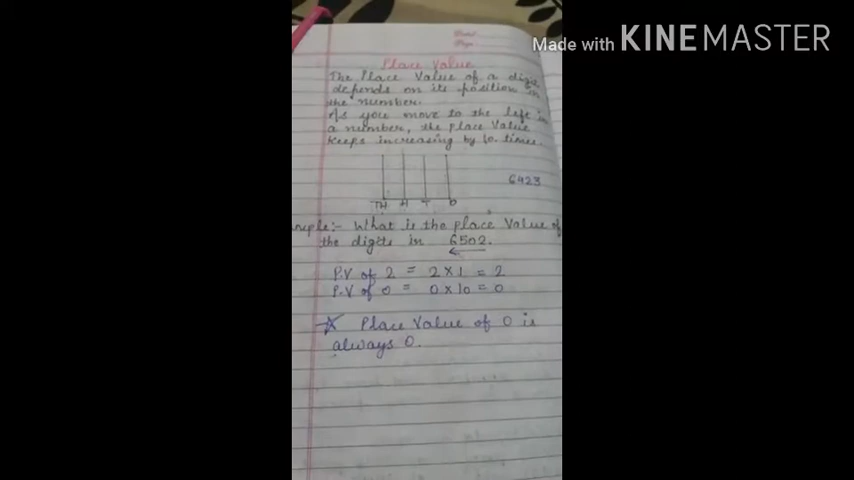 Made with KINEMASTER
Date
Page
Place Value
The Place Value of a digit
depends on its position in
the number.
As you move to the left in
a number, the place Value
keeps increasing by 10 times.
6423
TH H T O
mple:- What is the place Value of
the digits in 6502.
P.V of 2 = 2 × 1 = 2
P.V of 0 = 0 × 10 = 0
Place Value of 0 is
always 0.